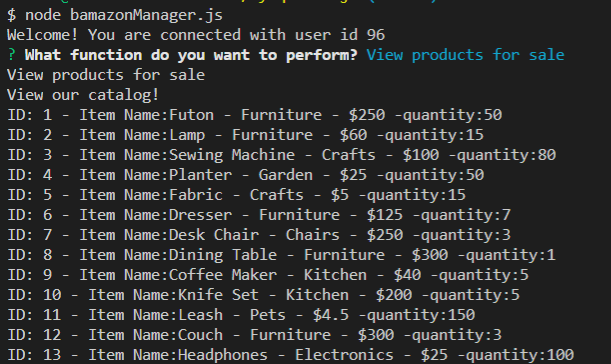 $ node bamazonManager.js
Welcome! You are connected with user id 96
? What function do you want to perform? View products for sale
View products for sale
View our catalog!
ID: 1 - Item Name:Futon - Furniture - $250 -quantity:50
ID: 2 - Item Name:Lamp - Furniture - $60 -quantity:15
ID: 3 - Item Name:Sewing Machine - Crafts - $100 -quantity:80
ID: 4 - Item Name:Planter - Garden - $25 -quantity:50
ID: 5 - Item Name:Fabric - Crafts - $5 -quantity:15
ID: 6 - Item Name:Dresser - Furniture - $125 -quantity:7
ID: 7 - Item Name:Desk Chair - Chairs - $250 -quantity:3
ID: 8 - Item Name:Dining Table - Furniture - $300 -quantity:1
ID: 9 - Item Name:Coffee Maker - Kitchen - $40 -quantity:5
ID: 10 - Item Name:Knife Set - Kitchen - $200 -quantity:5
ID: 11 - Item Name:Leash - Pets - $4.5 -quantity:150
ID: 12 - Item Name:Couch - Furniture - $300 -quantity:3
ID: 13 - Item Name:Headphones - Electronics - $25 -quantity:100